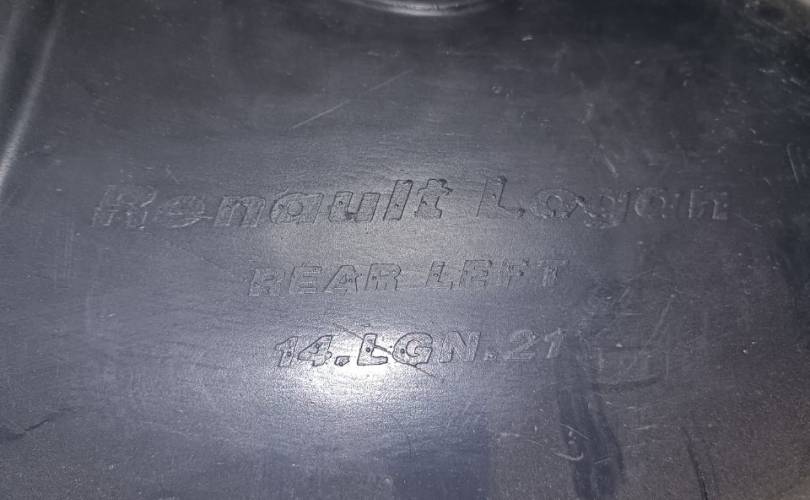 Renault Logan
REAR LEFT
14.LGN.21